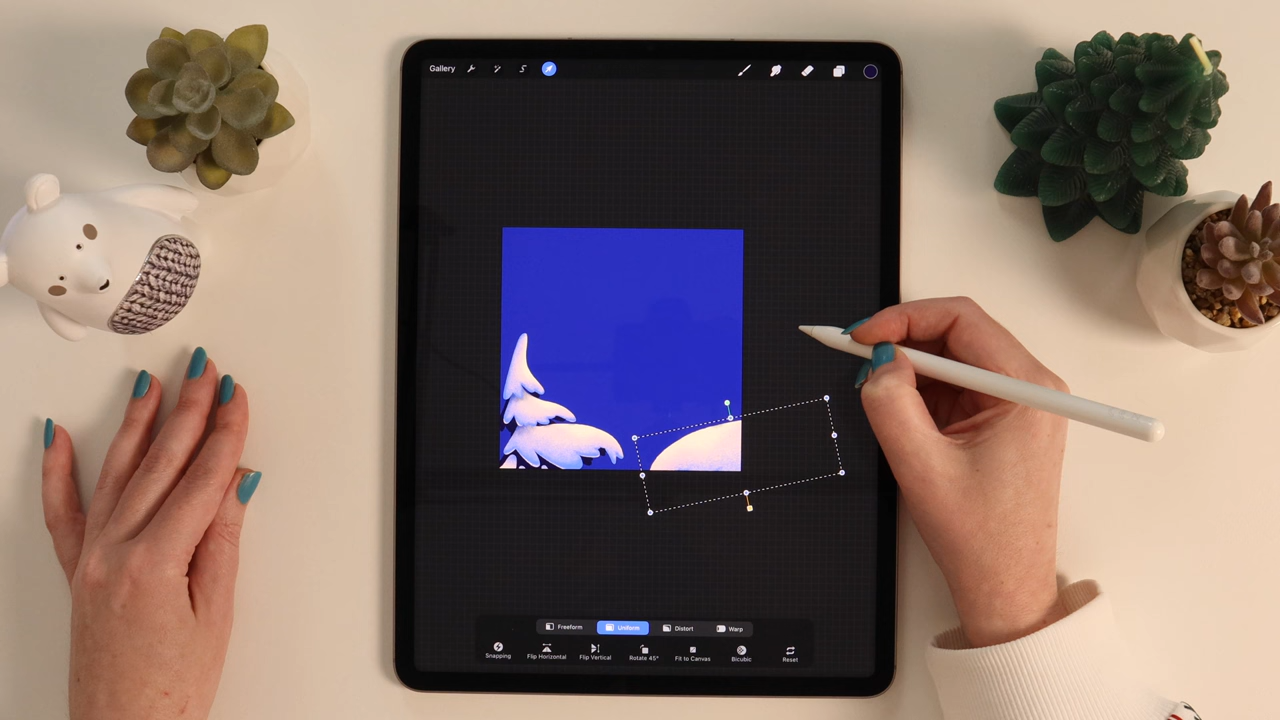 Gallery
Freeform Uniform Distort Warp
Snapping Flip Horizontal Flip Vertical Rotate 45° Fit to Canvas Bicubic Reset